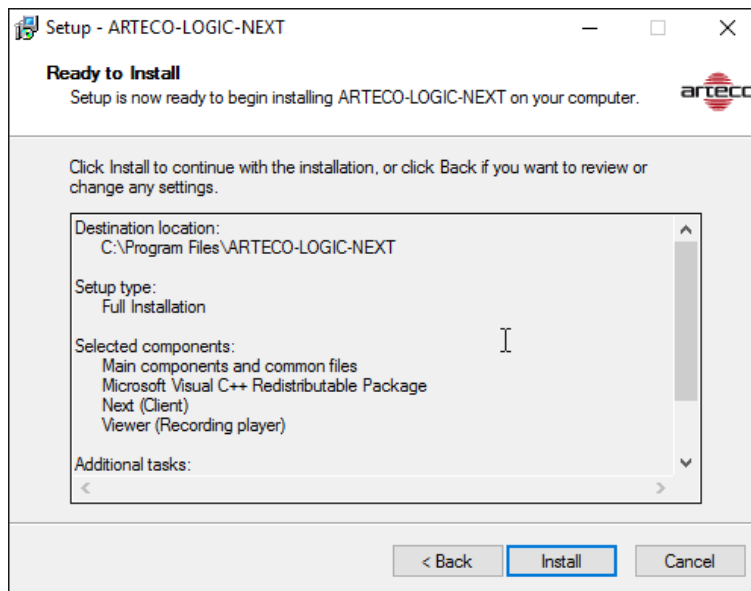 Setup - ARTECO-LOGIC-NEXT
Ready to Install
Setup is now ready to begin installing ARTECO-LOGIC-NEXT on your computer.
arteco
Click Install to continue with the installation, or click Back if you want to review or
change any settings.
Destination location:
C:\Program Files\ARTECO-LOGIC-NEXT
Setup type:
Full Installation
Selected components:
Main components and common files
Microsoft Visual C++ Redistributable Package
Next (Client)
Viewer (Recording player)
Additional tasks:
< Back
Install
Cancel